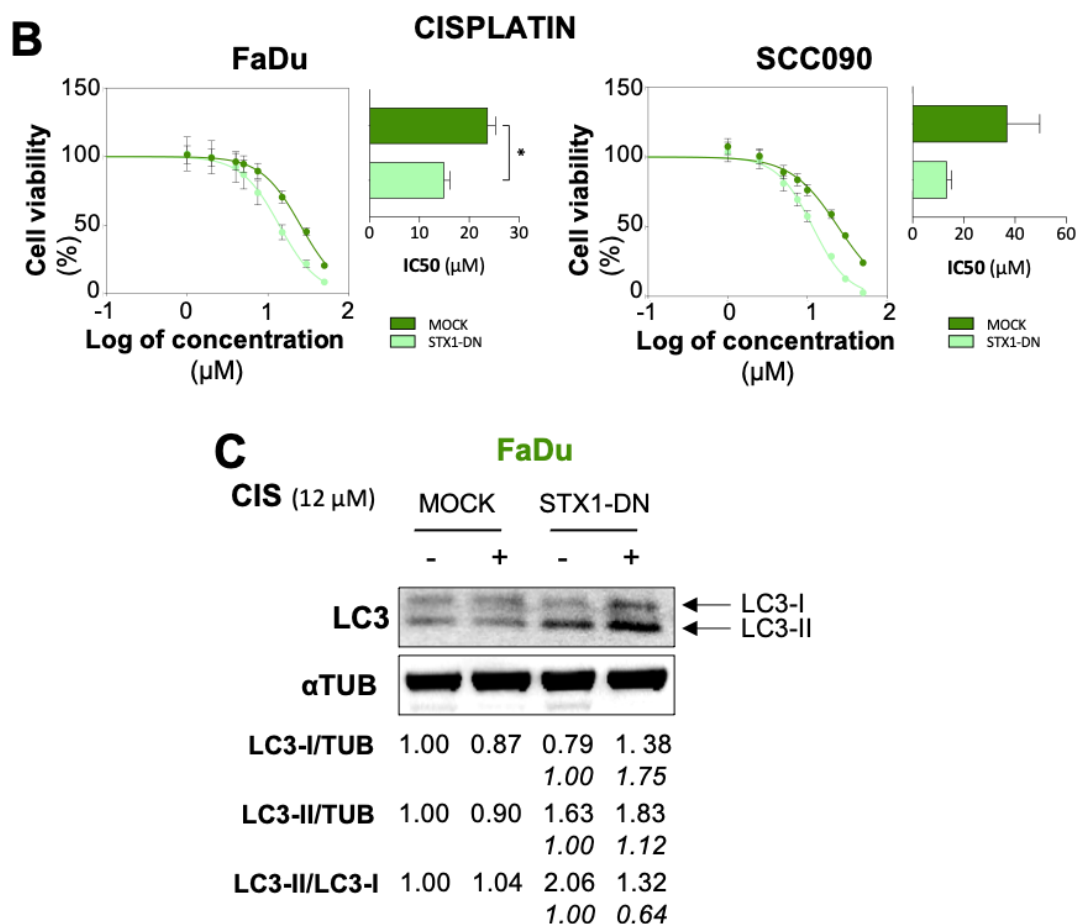 B
CISPLATIN
FaDu
150
100
50
0
Cell viability
(%)
-1 0 1 2
Log of concentration
(µM)
*
0 10 20 30
IC50 (µM)
MOCK
STX1-DN
SCC090
150
100
50
0
Cell viability
(%)
-1 0 1 2
Log of concentration
(µM)
0 20 40 60
IC50 (µM)
MOCK
STX1-DN
C
FaDu
CIS (12 µM) MOCK STX1-DN
- + - +
LC3
LC3-I
LC3-II
αTUB
LC3-I/TUB 1.00 0.87 0.79 1. 38
1.00 1.75
LC3-II/TUB 1.00 0.90 1.63 1.83
1.00 1.12
LC3-II/LC3-I 1.00 1.04 2.06 1.32
1.00 0.64